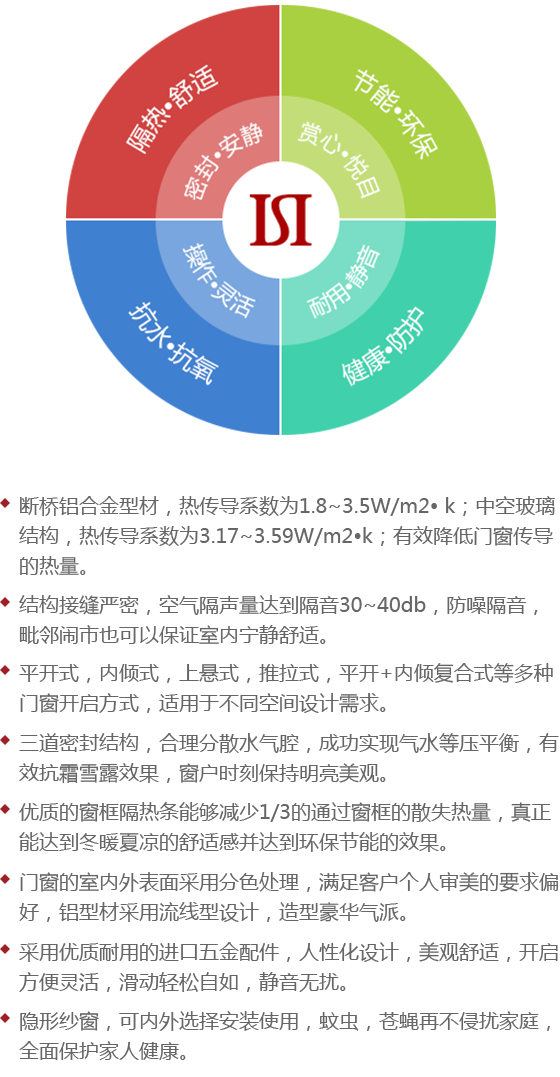 隔热•舒适
节能•环保
密封•安静
赏心•悦目
操作•灵活
耐用•静音
抗水•抗氧
健康•防护
断桥铝合金型材，热传导系数为1.8~3.5W/m2• k；中空玻璃
结构，热传导系数为3.17~3.59W/m2•k；有效降低门窗传导
的热量。
结构接缝严密，空气隔声量达到隔音30~40db，防噪隔音，
毗邻闹市也可以保证室内宁静舒适。
平开式，内倾式，上悬式，推拉式，平开+内倾复合式等多种
门窗开启方式，适用于不同空间设计需求。
三道密封结构，合理分散水气腔，成功实现气水等压平衡，有
效抗霜雪露效果，窗户时刻保持明亮美观。
优质的窗框隔热条能够减少1/3的通过窗框的散失热量，真正
能达到冬暖夏凉的舒适感并达到环保节能的效果。
门窗的室内外表面采用分色处理，满足客户个人审美的要求偏
好，铝型材采用流线型设计，造型豪华气派。
采用优质耐用的进口五金配件，人性化设计，美观舒适，开启
方便灵活，滑动轻松自如，静音无扰。
隐形纱窗，可内外选择安装使用，蚊虫，苍蝇再不侵扰家庭，
全面保护家人健康。